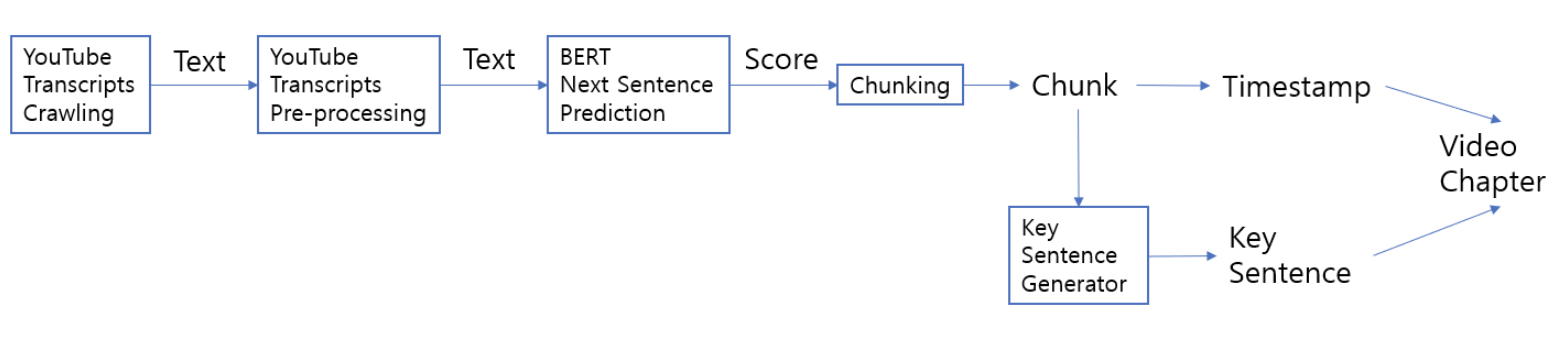 YouTube
Transcripts
Crawling
Text
YouTube
Transcripts
Pre-processing
Text
BERT
Next Sentence
Prediction
Score
Chunking
Chunk
Timestamp
Video
Chapter
Key
Sentence
Generator
Key
Sentence